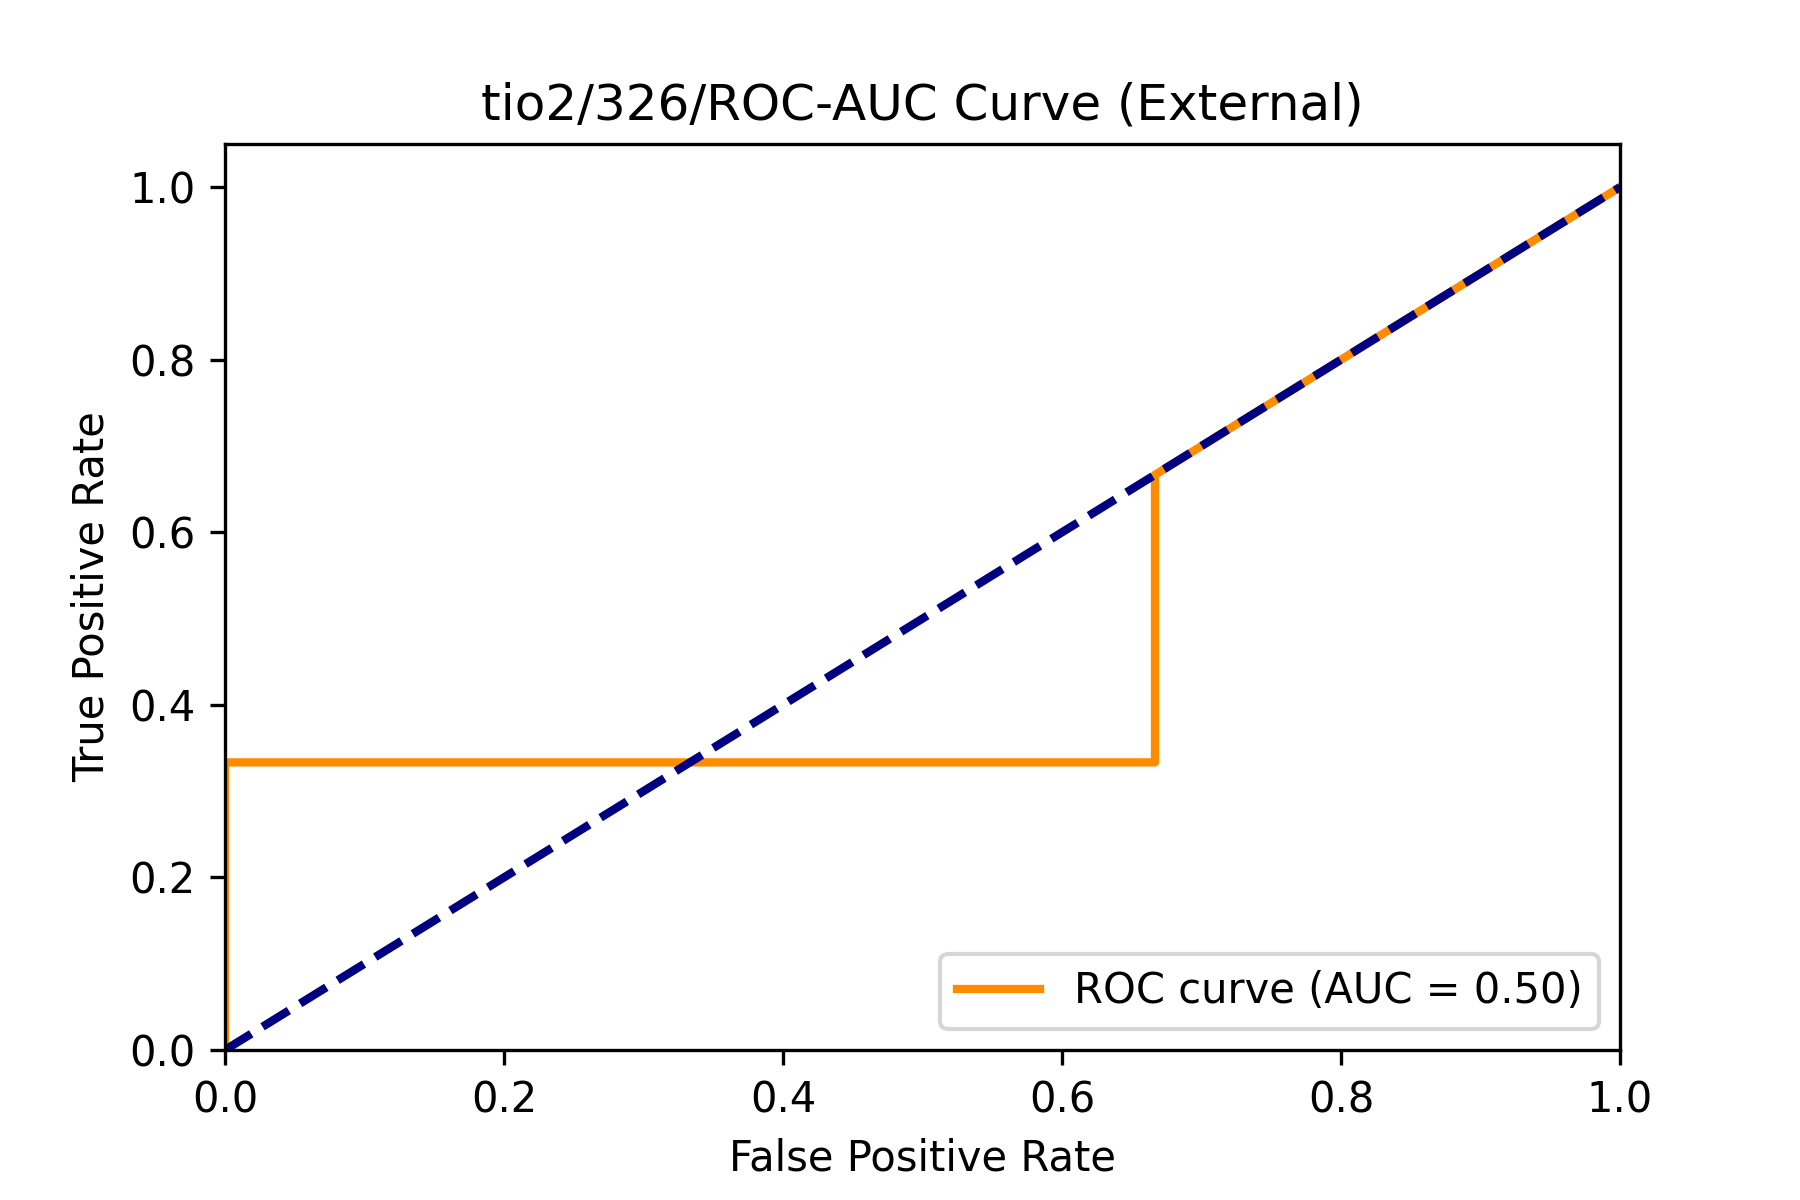 tio2/326/ROC-AUC Curve (External)
True Positive Rate
1.0
0.8
0.6
0.4
0.2
0.0
ROC curve (AUC = 0.50)
0.0 0.2 0.4 0.6 0.8 1.0
False Positive Rate